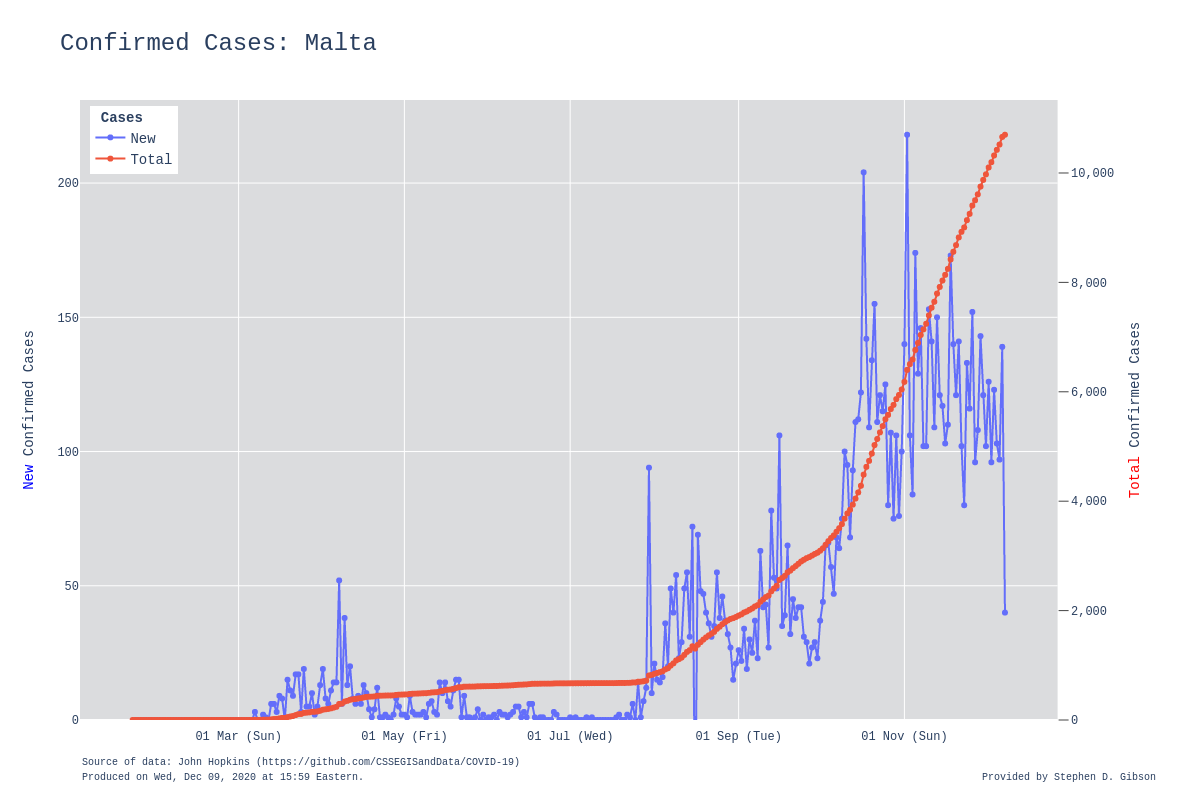 Confirmed Cases: Malta
Cases
New
Total
200
150
100
50
0
10,000
8,000
6,000
4,000
2,000
0
New Confirmed Cases
Total Confirmed Cases
01 Mar (Sun)
01 May (Fri)
01 Jul (Wed)
01 Sep (Tue)
01 Nov (Sun)
Source of data: John Hopkins (https://github.com/CSSEGISandData/COVID-19)
Produced on Wed, Dec 09, 2020 at 15:59 Eastern.
Provided by Stephen D. Gibson